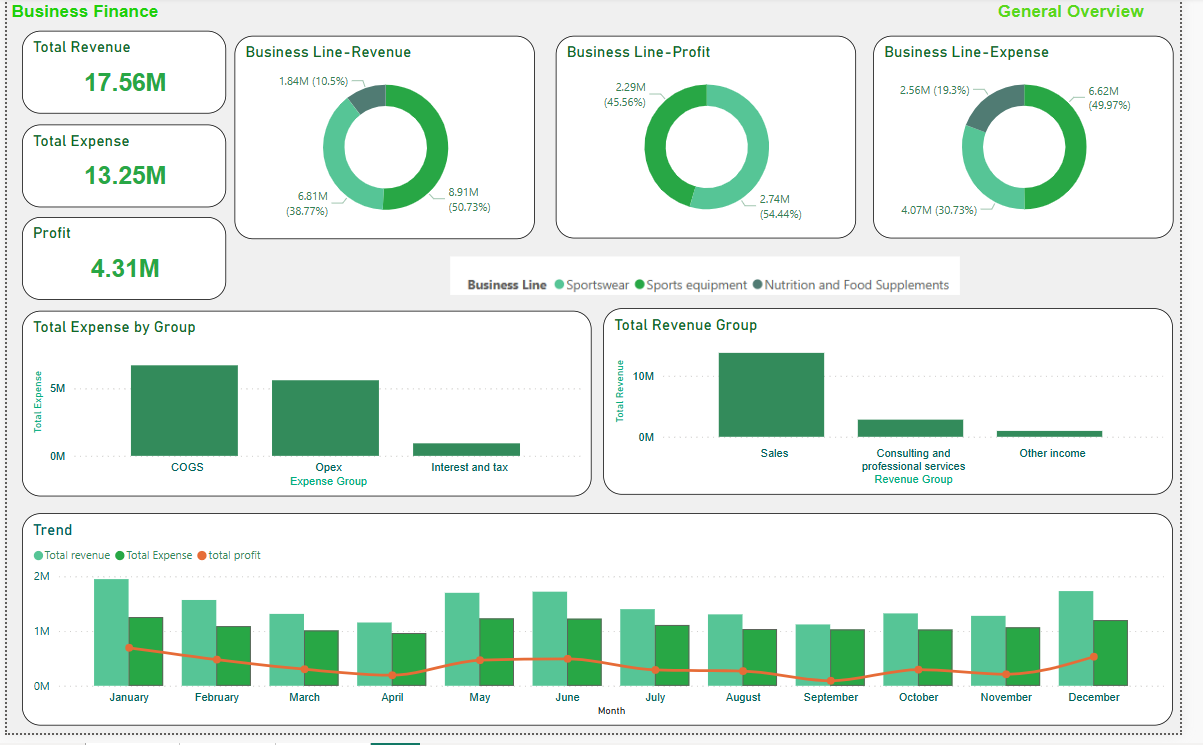 Business Finance
General Overview
Total Revenue
17.56M
Total Expense
13.25M
Profit
4.31M
Business Line-Revenue
1.84M (10.5%)
6.81M
(38.77%)
8.91M
(50.73%)
Business Line-Profit
2.29M
(45.56%)
2.74M
(54.44%)
Business Line-Expense
2.56M (19.3%)
6.62M
(49.97%)
4.07M (30.73%)
Business Line Sportswear Sports equipment Nutrition and Food Supplements
Total Expense by Group
Total Expense
5M
0M
COGS Opex Interest and tax
Expense Group
Total Revenue Group
Total Revenue
10M
0M
Sales Consulting and professional services Other income
Revenue Group
Trend
Total revenue Total Expense total profit
2M
1M
0M
January February March April May June July August September October November December
Month